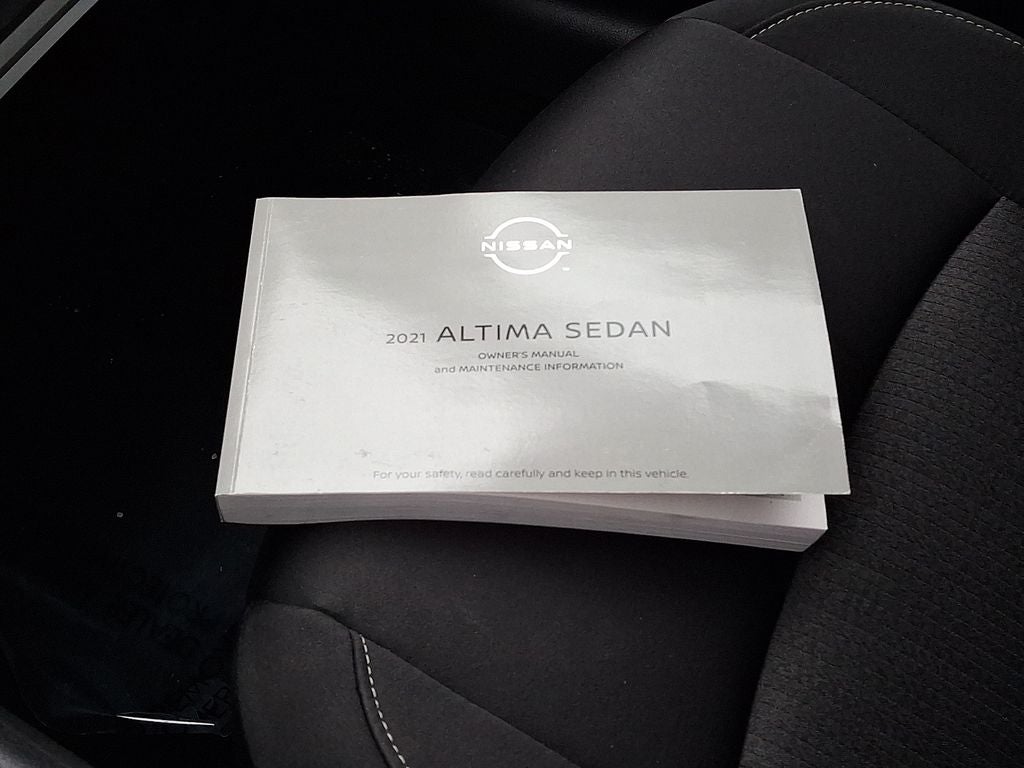 NISSAN
2021 ALTIMA SEDAN
OWNER'S MANUAL
and MAINTENANCE INFORMATION
For your safety, read carefully and keep in this vehicle.